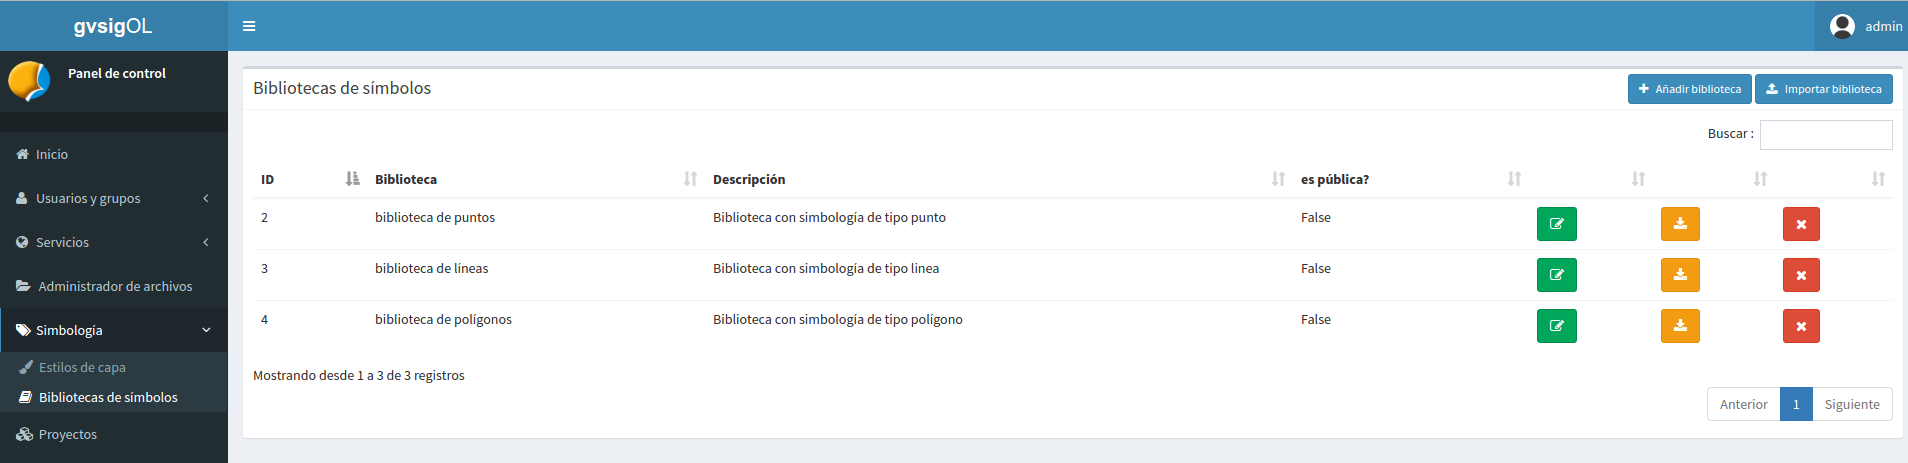 gvsigOL
admin
Panel de control
Inicio
Usuarios y grupos
Servicios
Administrador de archivos
Simbología
Estilos de capa
Bibliotecas de símbolos
Proyectos
Bibliotecas de símbolos
Añadir biblioteca Importar biblioteca
Buscar :
ID Biblioteca Descripción es pública?
2 biblioteca de puntos Biblioteca con simbología de tipo punto False
3 biblioteca de líneas Biblioteca con simbología de tipo linea False
4 biblioteca de polígonos Biblioteca con simbología de tipo polígono False
Mostrando desde 1 a 3 de 3 registros
Anterior 1 Siguiente